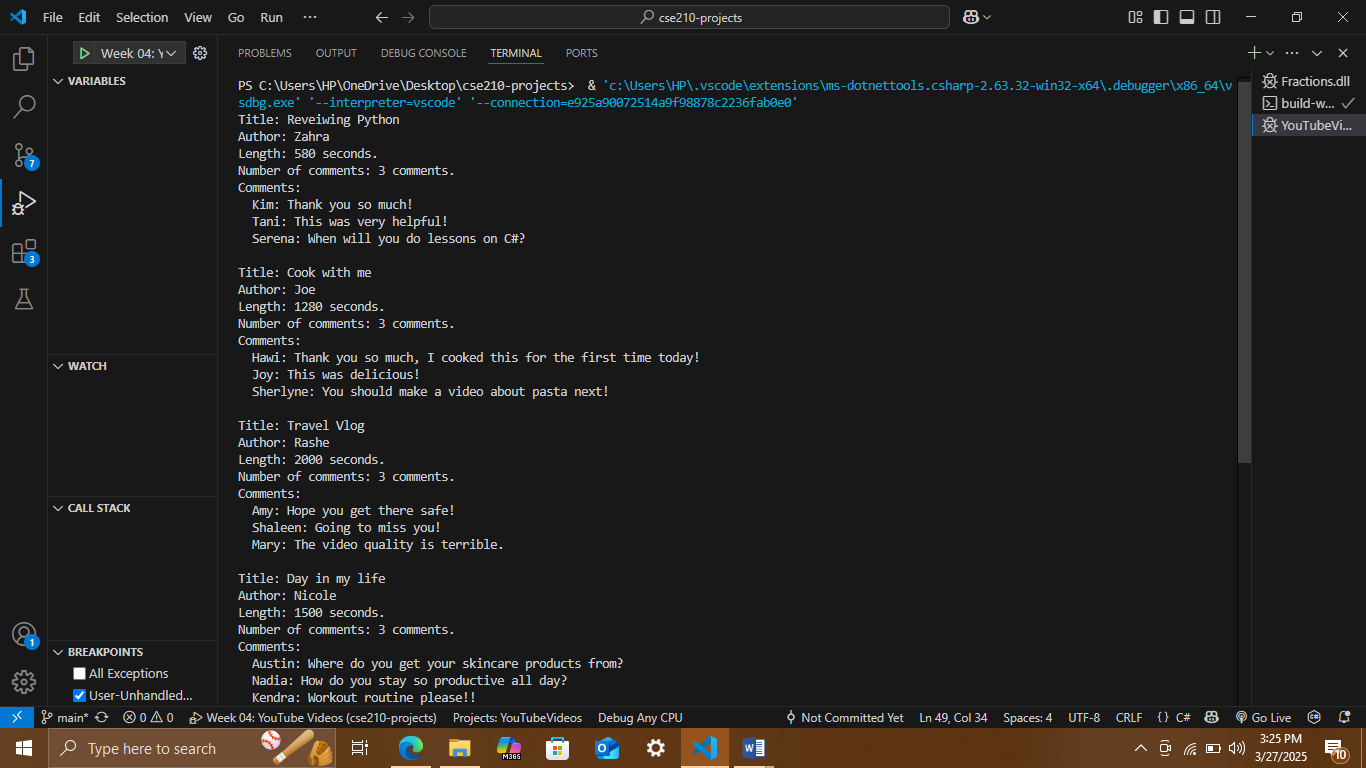 File Edit Selection View Go Run ··· cse210-projects
Week 04: Y
PROBLEMS OUTPUT DEBUG CONSOLE TERMINAL PORTS
VARIABLES
WATCH
CALL STACK
BREAKPOINTS
All Exceptions
User-Unhandled...
7
3
1
PS C:\Users\HP\OneDrive\Desktop\cse210-projects> & 'c:\Users\HP\.vscode\extensions\ms-dotnettools.csharp-2.63.32-win32-x64\.debugger\x86_64\v
sdbg.exe' '--interpreter=vscode' '--connection=e925a90072514a9f98878c2236fab0e0'
Title: Reveiwing Python
Author: Zahra
Length: 580 seconds.
Number of comments: 3 comments.
Comments:
  Kim: Thank you so much!
  Tani: This was very helpful!
  Serena: When will you do lessons on C#?
Title: Cook with me
Author: Joe
Length: 1280 seconds.
Number of comments: 3 comments.
Comments:
  Hawi: Thank you so much, I cooked this for the first time today!
  Joy: This was delicious!
  Sherlyne: You should make a video about pasta next!
Title: Travel Vlog
Author: Rashe
Length: 2000 seconds.
Number of comments: 3 comments.
Comments:
  Amy: Hope you get there safe!
  Shaleen: Going to miss you!
  Mary: The video quality is terrible.
Title: Day in my life
Author: Nicole
Length: 1500 seconds.
Number of comments: 3 comments.
Comments:
  Austin: Where do you get your skincare products from?
  Nadia: How do you stay so productive all day?
  Kendra: Workout routine please!!
Fractions.dll
build-w...
YouTubeVi...
main* 0 0 Week 04: YouTube Videos (cse210-projects) Projects: YouTubeVideos Debug Any CPU Not Committed Yet Ln 49, Col 34 Spaces: 4 UTF-8 CRLF {} C# Go Live
Type here to search M365 3:25 PM
3/27/2025 10